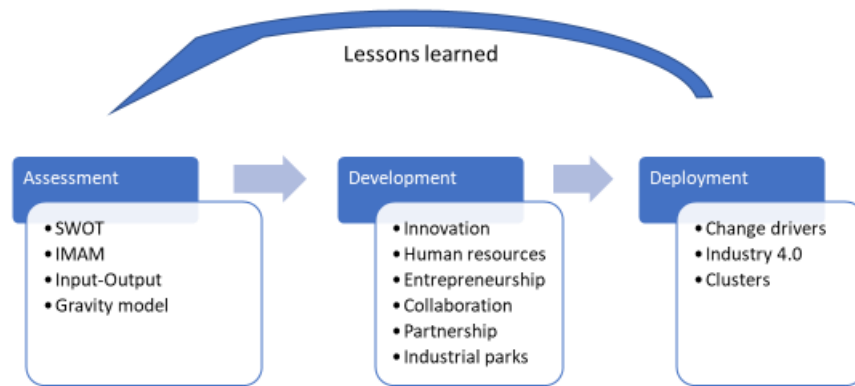 Lessons learned
Assessment
• SWOT
• IMAM
• Input-Output
• Gravity model
Development
• Innovation
• Human resources
• Entrepreneurship
• Collaboration
• Partnership
• Industrial parks
Deployment
• Change drivers
• Industry 4.0
• Clusters